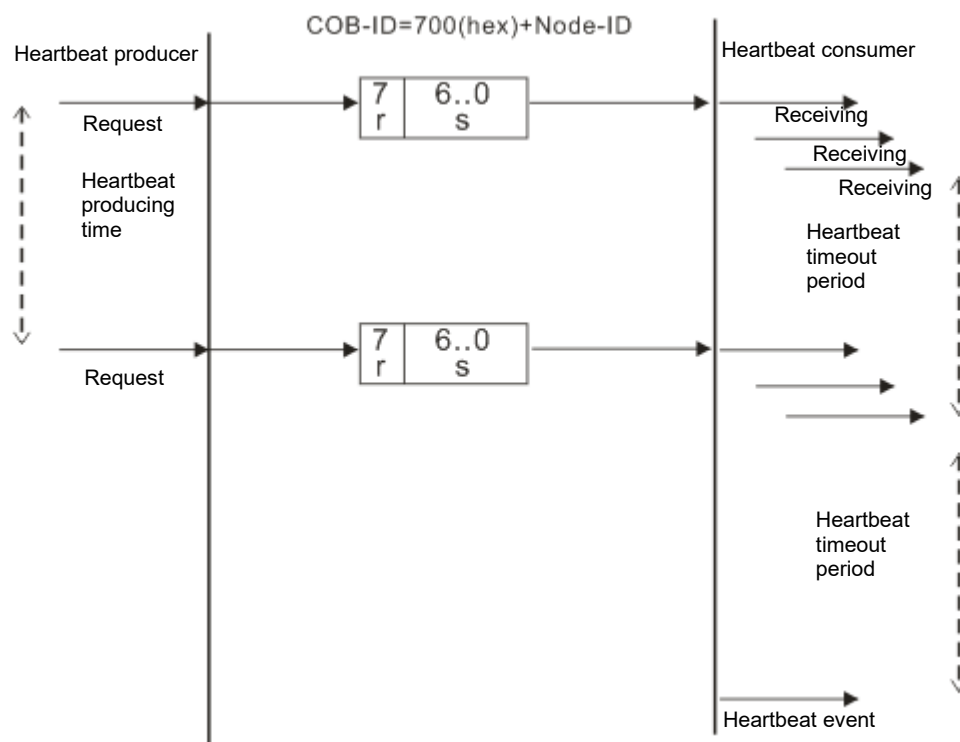 COB-ID=700(hex)+Node-ID
Heartbeat producer
Heartbeat consumer
7
6..0
r
s
Request
Receiving
Receiving
Receiving
Heartbeat
producing
time
Heartbeat
timeout
period
7
6..0
r
s
Request
Heartbeat
timeout
period
Heartbeat event